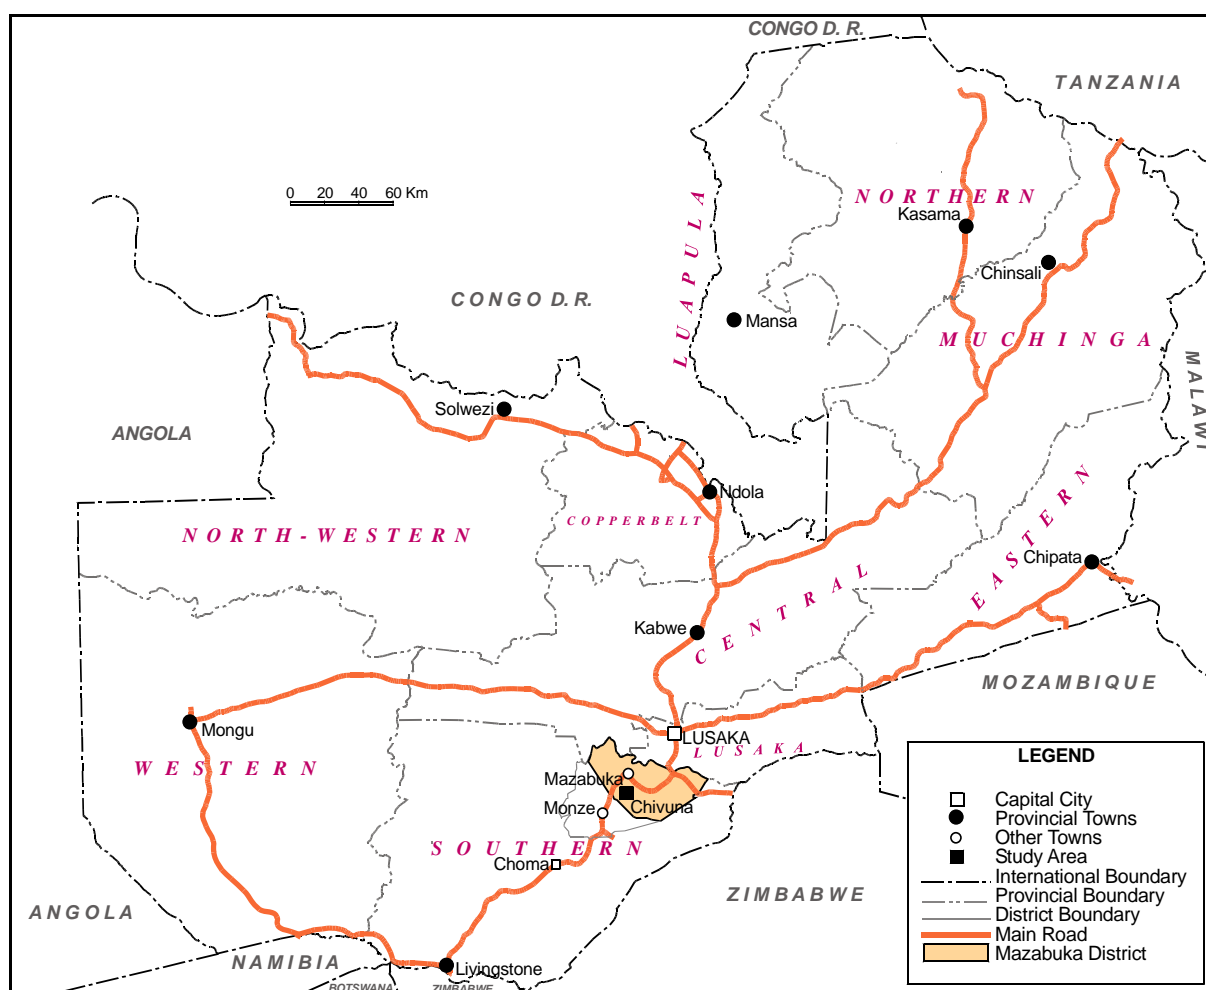 CONGO D. R.
TANZANIA
0 20 40 60 Km
LUAPULA
NORTHERN
Kasama
Chinsali
CONGO D.R.
Mansa
MUCHINGA
MALAWI
Solwezi
ANGOLA
Ndola
COPPERBELT
NORTH-WESTERN
EASTERN
Chipata
CENTRAL
Kabwe
MOZAMBIQUE
Mongu
LUSAKA
LUSAKA
WESTERN
Mazabuka
Chivuna
Monze
SOUTHERN
Choma
ZIMBABWE
ANGOLA
NAMIBIA
Liyingstone
BOTSWANA
ZIMBABWE
LEGEND
Capital City
Provincial Towns
Other Towns
Study Area
International Boundary
Provincial Boundary
District Boundary
Main Road
Mazabuka District